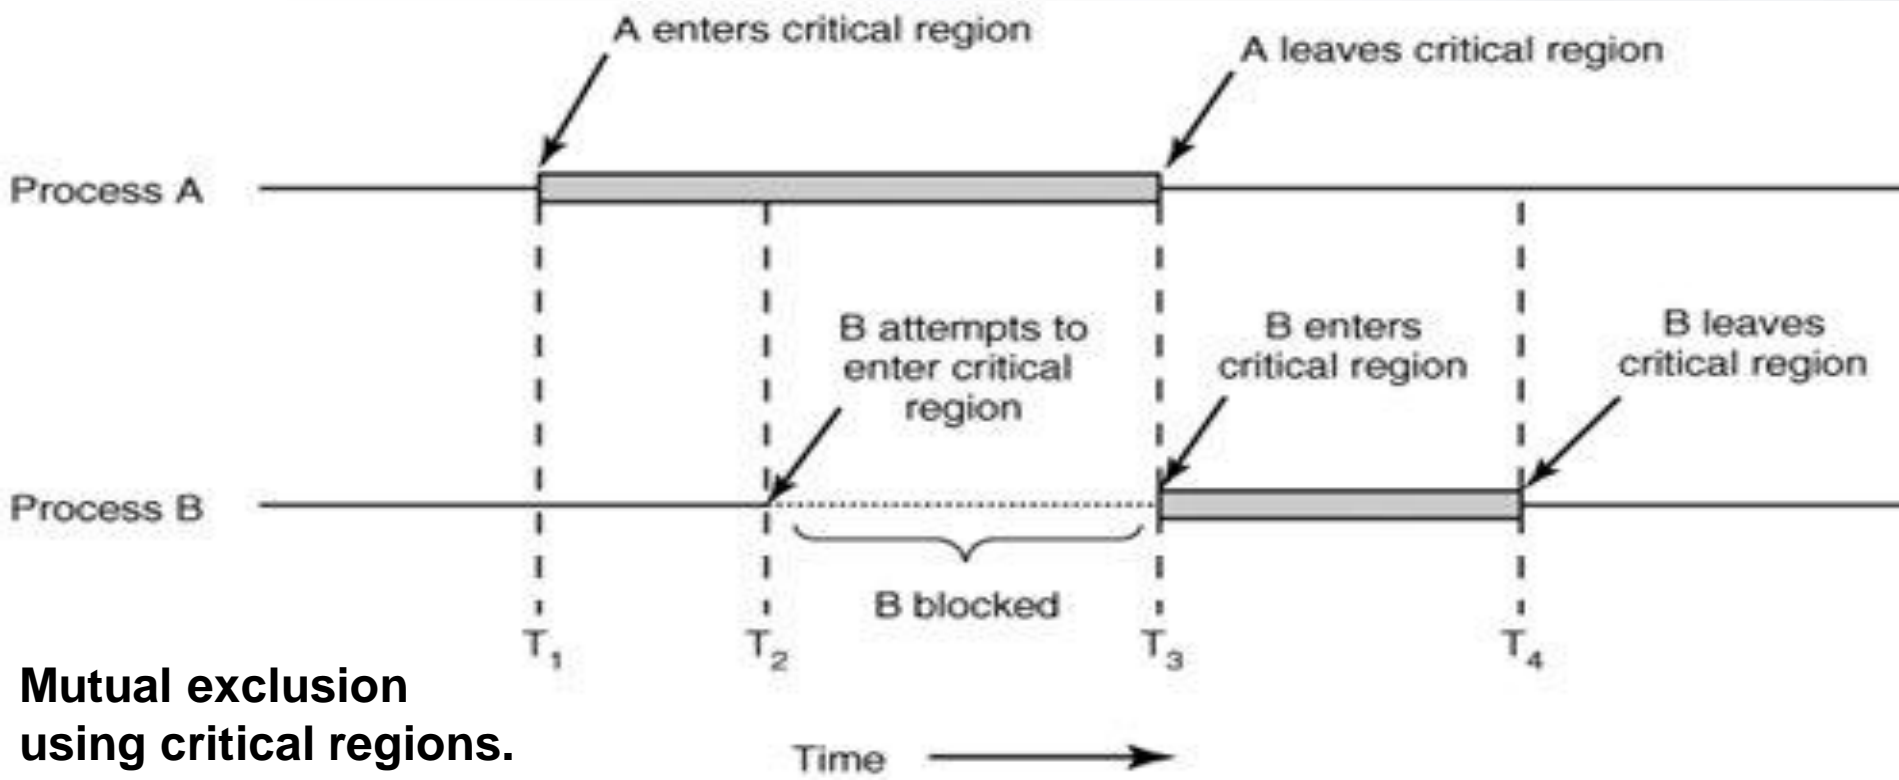 A enters critical region
A leaves critical region
Process A
B attempts to
enter critical
region
B enters
critical region
B leaves
critical region
Process B
B blocked
T1
T2
T3
T4
Mutual exclusion
using critical regions.
Time